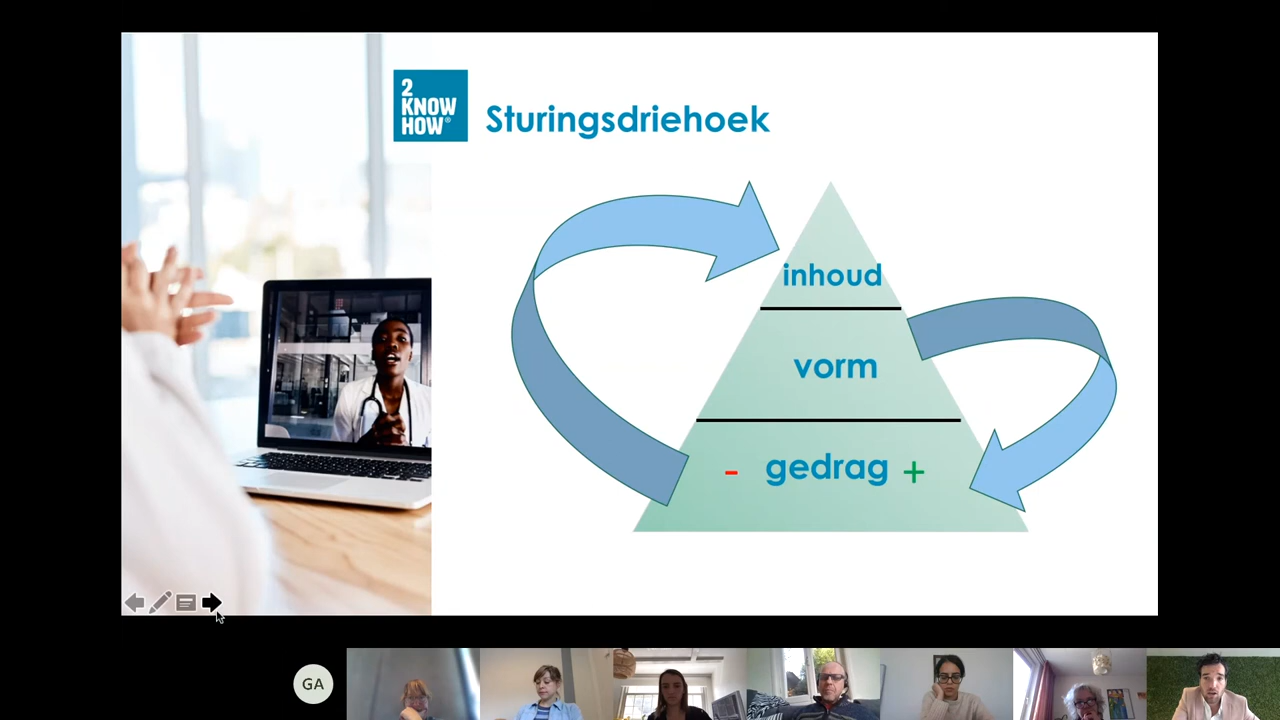 2
KNOW
HOW®
Sturingsdriehoek
inhoud
vorm
- gedrag +
GA